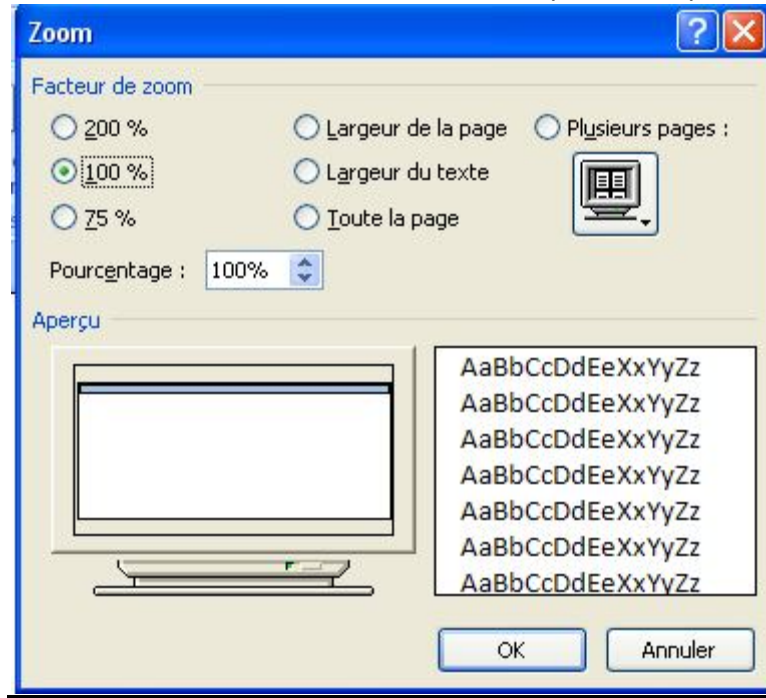 Zoom
Facteur de zoom
200 %
Largeur de la page
Plusieurs pages :
100 %
Largeur du texte
75 %
Toute la page
Pourcentage :
100%
Aperçu
AaBbCcDdEeXxYyZz
AaBbCcDdEeXxYyZz
AaBbCcDdEeXxYyZz
AaBbCcDdEeXxYyZz
AaBbCcDdEeXxYyZz
AaBbCcDdEeXxYyZz
AaBbCcDdEeXxYyZz
OK
Annuler